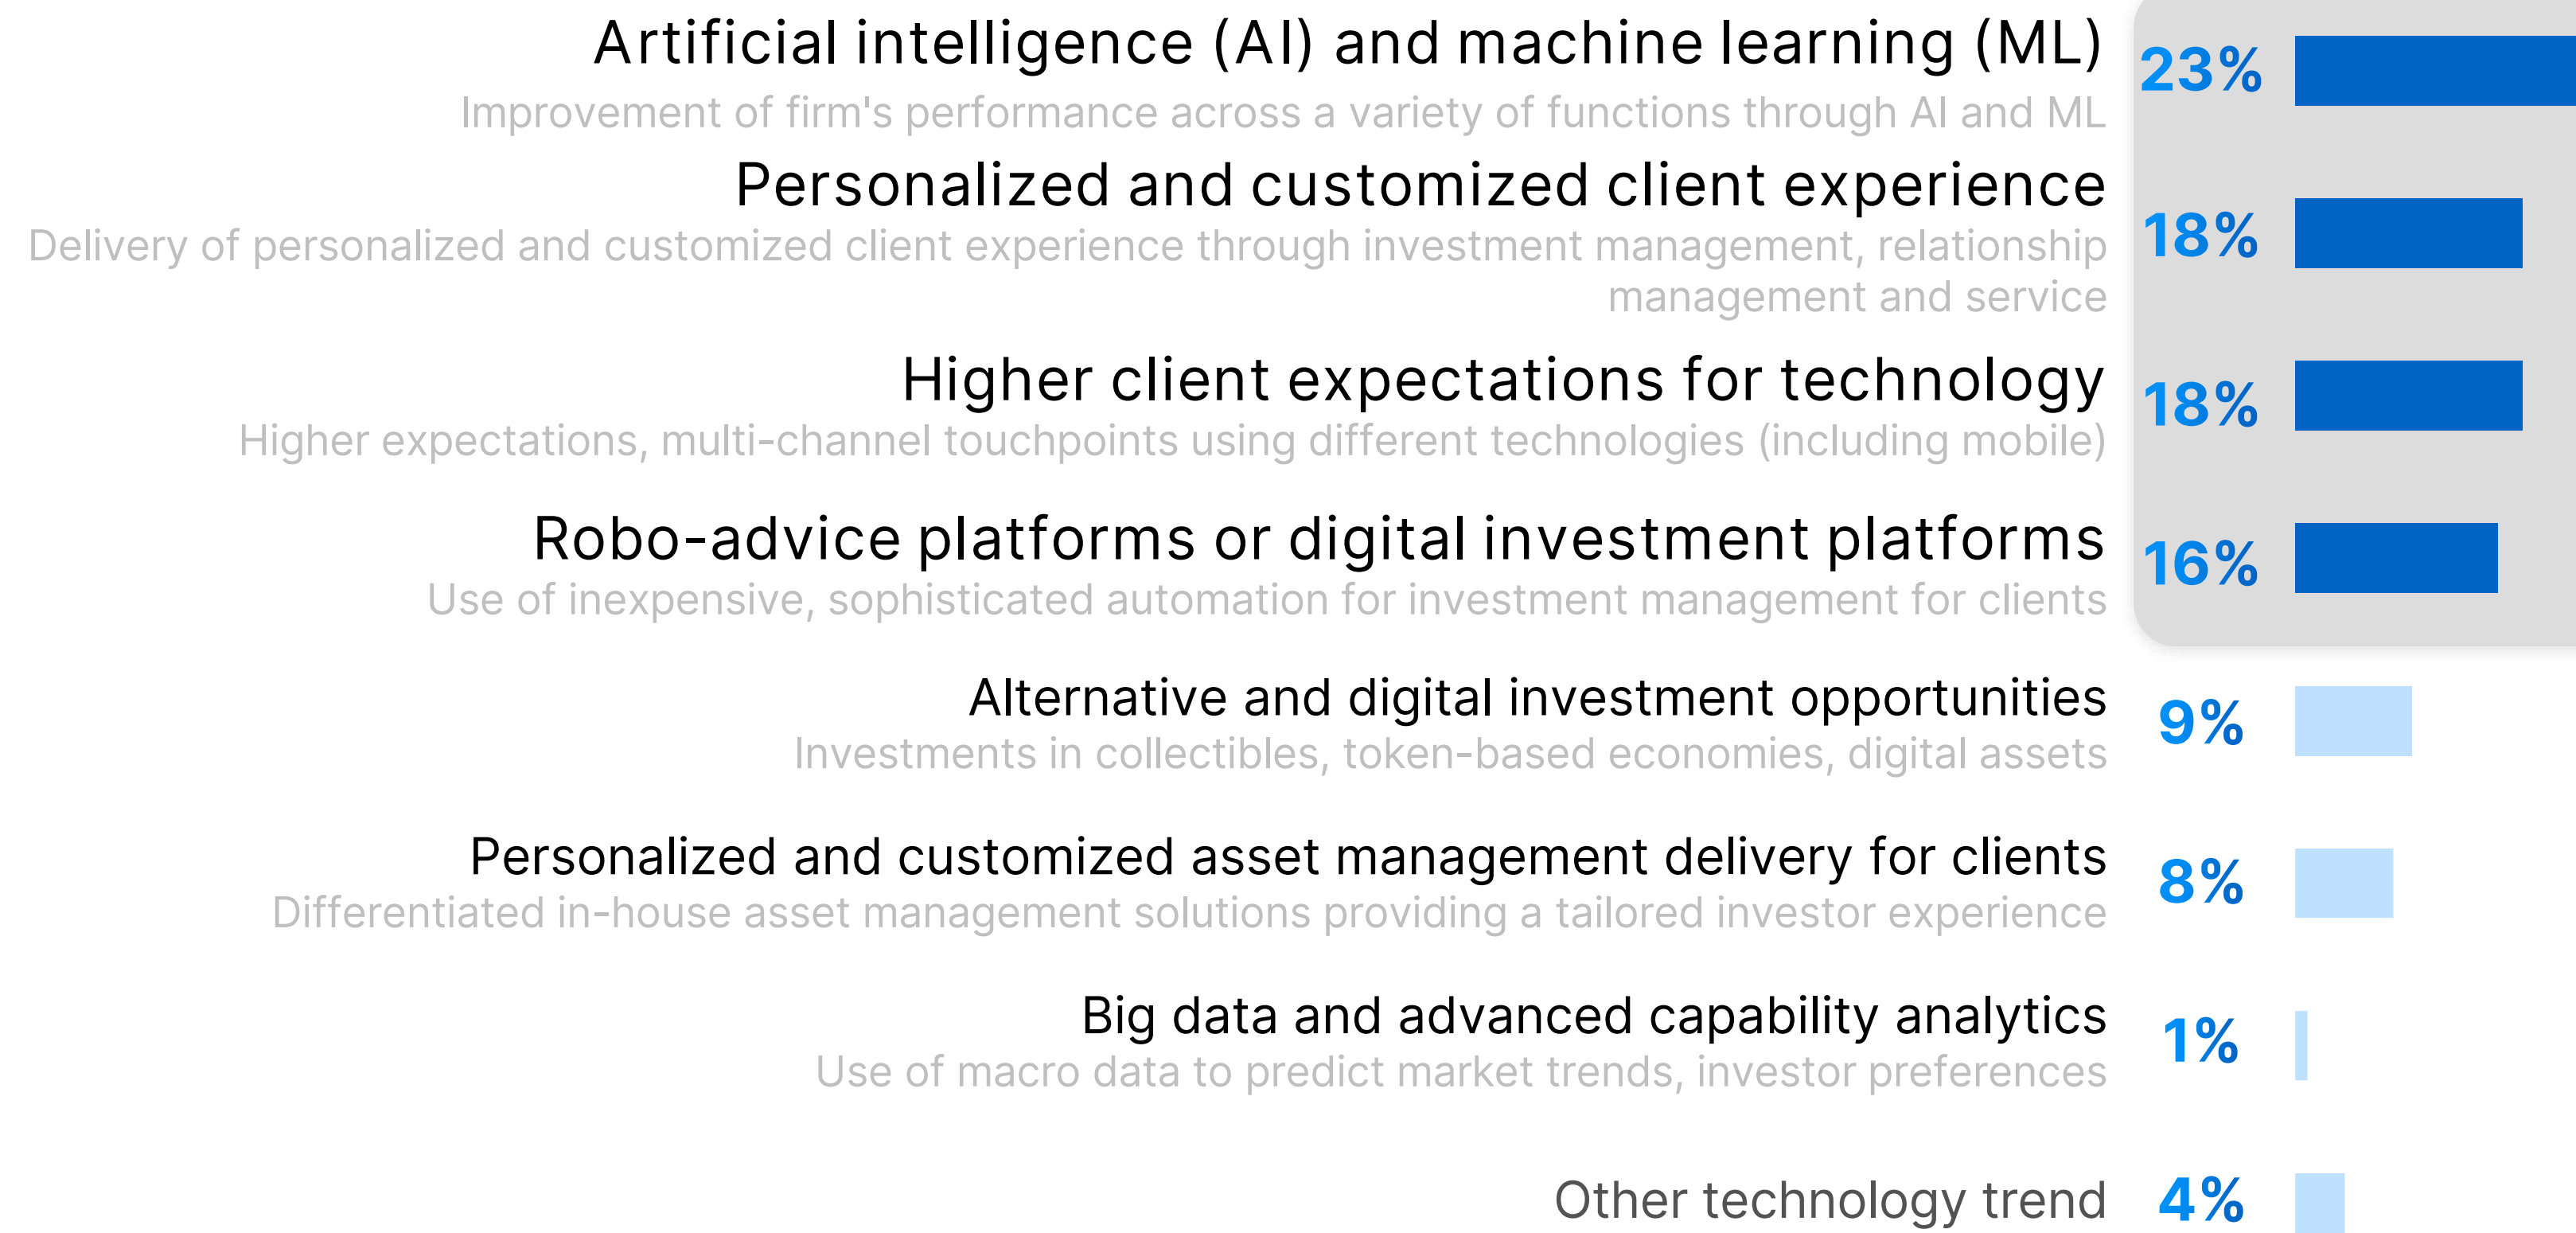 Artificial intelligence (AI) and machine learning (ML) 23%
Improvement of firm's performance across a variety of functions through AI and ML
Personalized and customized client experience 18%
Delivery of personalized and customized client experience through investment management, relationship
management and service
Higher client expectations for technology 18%
Higher expectations, multi-channel touchpoints using different technologies (including mobile)
Robo-advice platforms or digital investment platforms 16%
Use of inexpensive, sophisticated automation for investment management for clients
Alternative and digital investment opportunities 9%
Investments in collectibles, token-based economies, digital assets
Personalized and customized asset management delivery for clients 8%
Differentiated in-house asset management solutions providing a tailored investor experience
Big data and advanced capability analytics 1%
Use of macro data to predict market trends, investor preferences
Other technology trend 4%